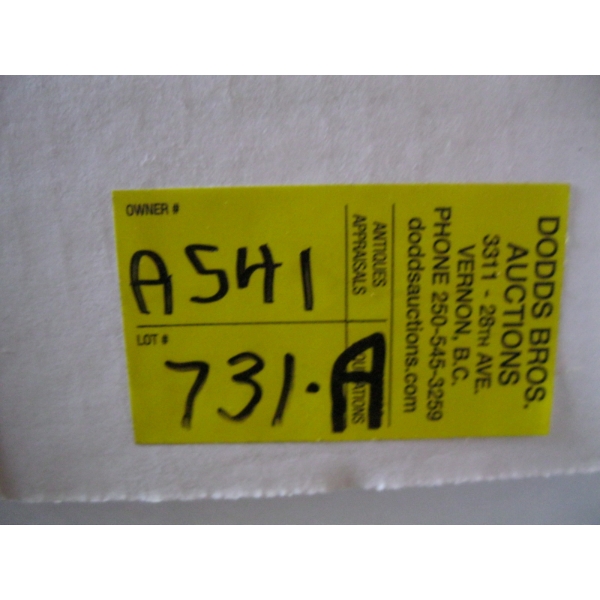 OWNER #
A541
LOT #
731.A
ANTIQUES
APPRAISALS
DODDS BROS.
AUCTIONS
3311 - 28TH AVE.
VERNON, B.C.
PHONE 250-545-3259
doddsauctions.com